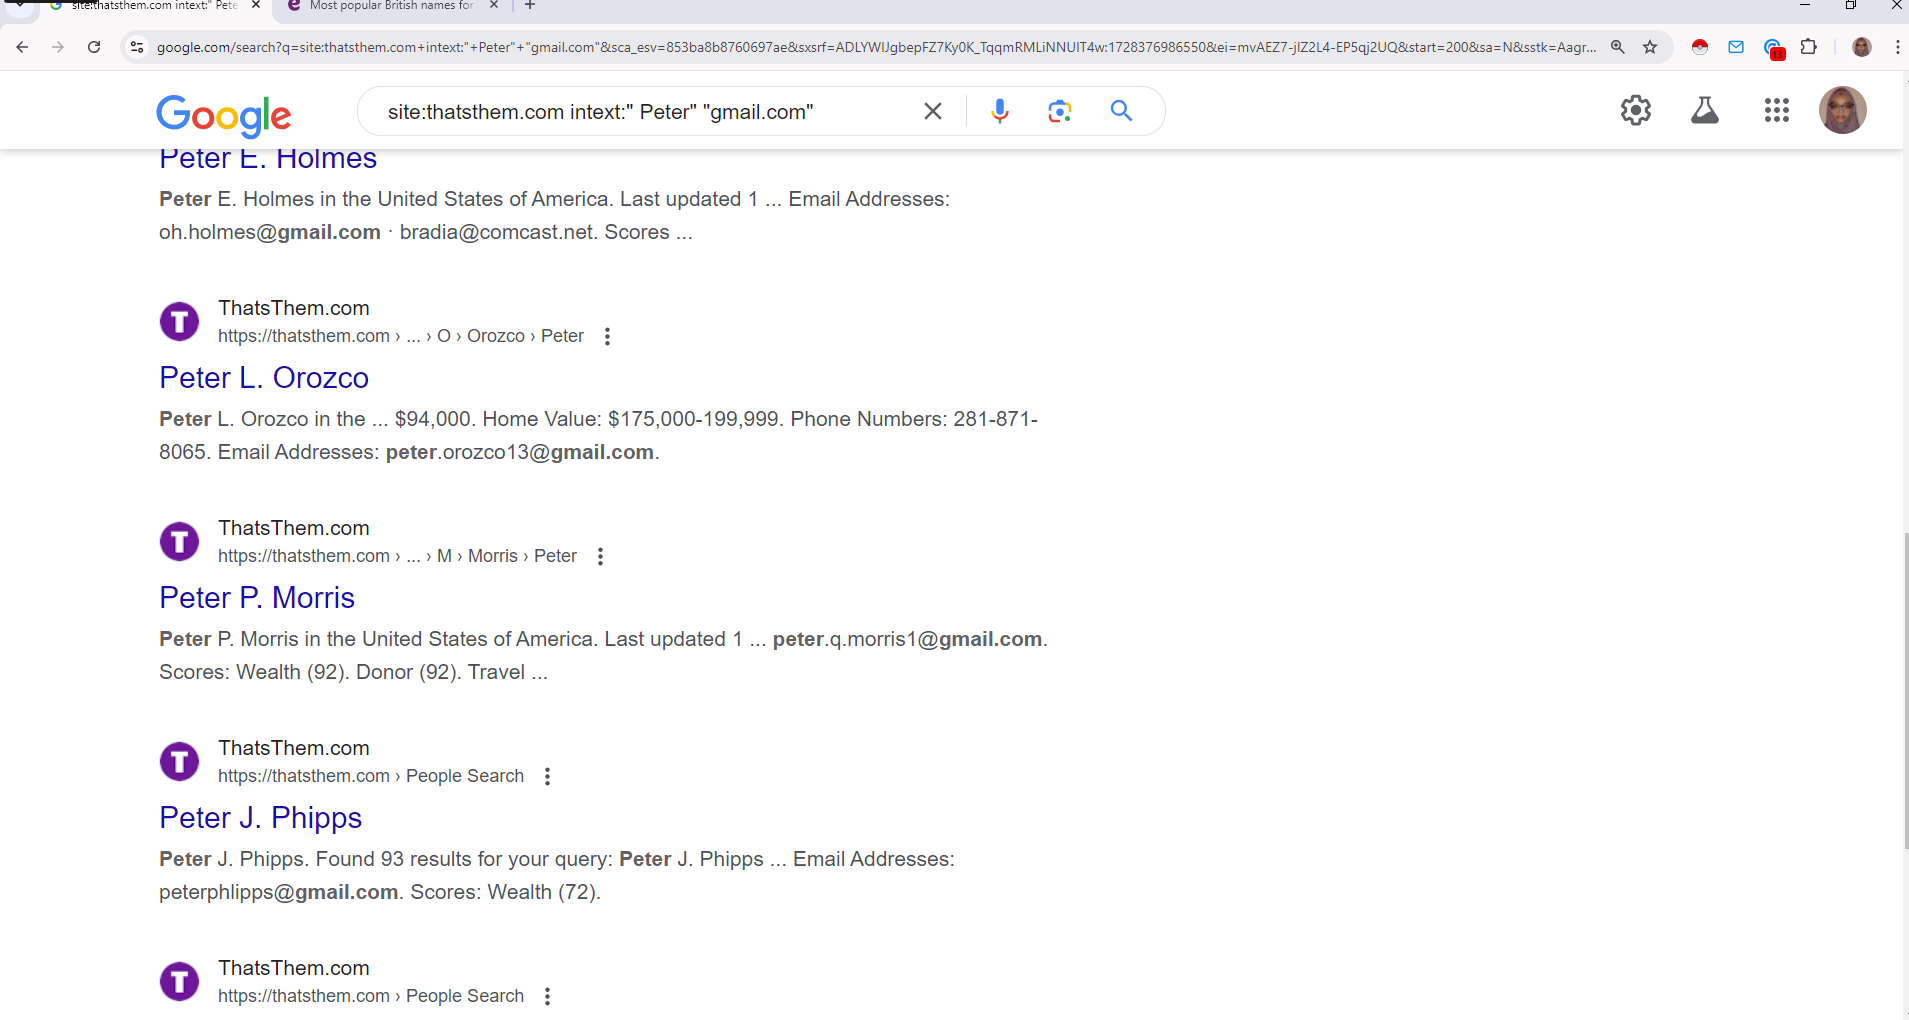 site:thatsthem.com intext:" Pete
Most popular British names for
google.com/search?q=site:thatsthem.com+intext:"+Peter"+"gmail.com"&sca_esv=853ba8b8760697ae&sxsrf=ADLYWIJgbepFZ7Ky0K_TqqmRMLiNNUIT4w:1728376986550&ei=mvAEZ7-jIZ2L4-EP5qj2UQ&start=200&sa=N&sstk=Aagr...
13
Google
site:thatsthem.com intext:" Peter" "gmail.com"
Peter E. Holmes
Peter E. Holmes in the United States of America. Last updated 1 ... Email Addresses:
oh.holmes@gmail.com · bradia@comcast.net. Scores ...
T
ThatsThem.com
https://thatsthem.com › ... › O › Orozco › Peter
Peter L. Orozco
Peter L. Orozco in the ... $94,000. Home Value: $175,000-199,999. Phone Numbers: 281-871-
8065. Email Addresses: peter.orozco13@gmail.com.
T
ThatsThem.com
https://thatsthem.com › ... › M › Morris › Peter
Peter P. Morris
Peter P. Morris in the United States of America. Last updated 1 ... peter.q.morris1@gmail.com.
Scores: Wealth (92). Donor (92). Travel ...
T
ThatsThem.com
https://thatsthem.com › People Search
Peter J. Phipps
Peter J. Phipps. Found 93 results for your query: Peter J. Phipps ... Email Addresses:
peterphlipps@gmail.com. Scores: Wealth (72).
T
ThatsThem.com
https://thatsthem.com › People Search